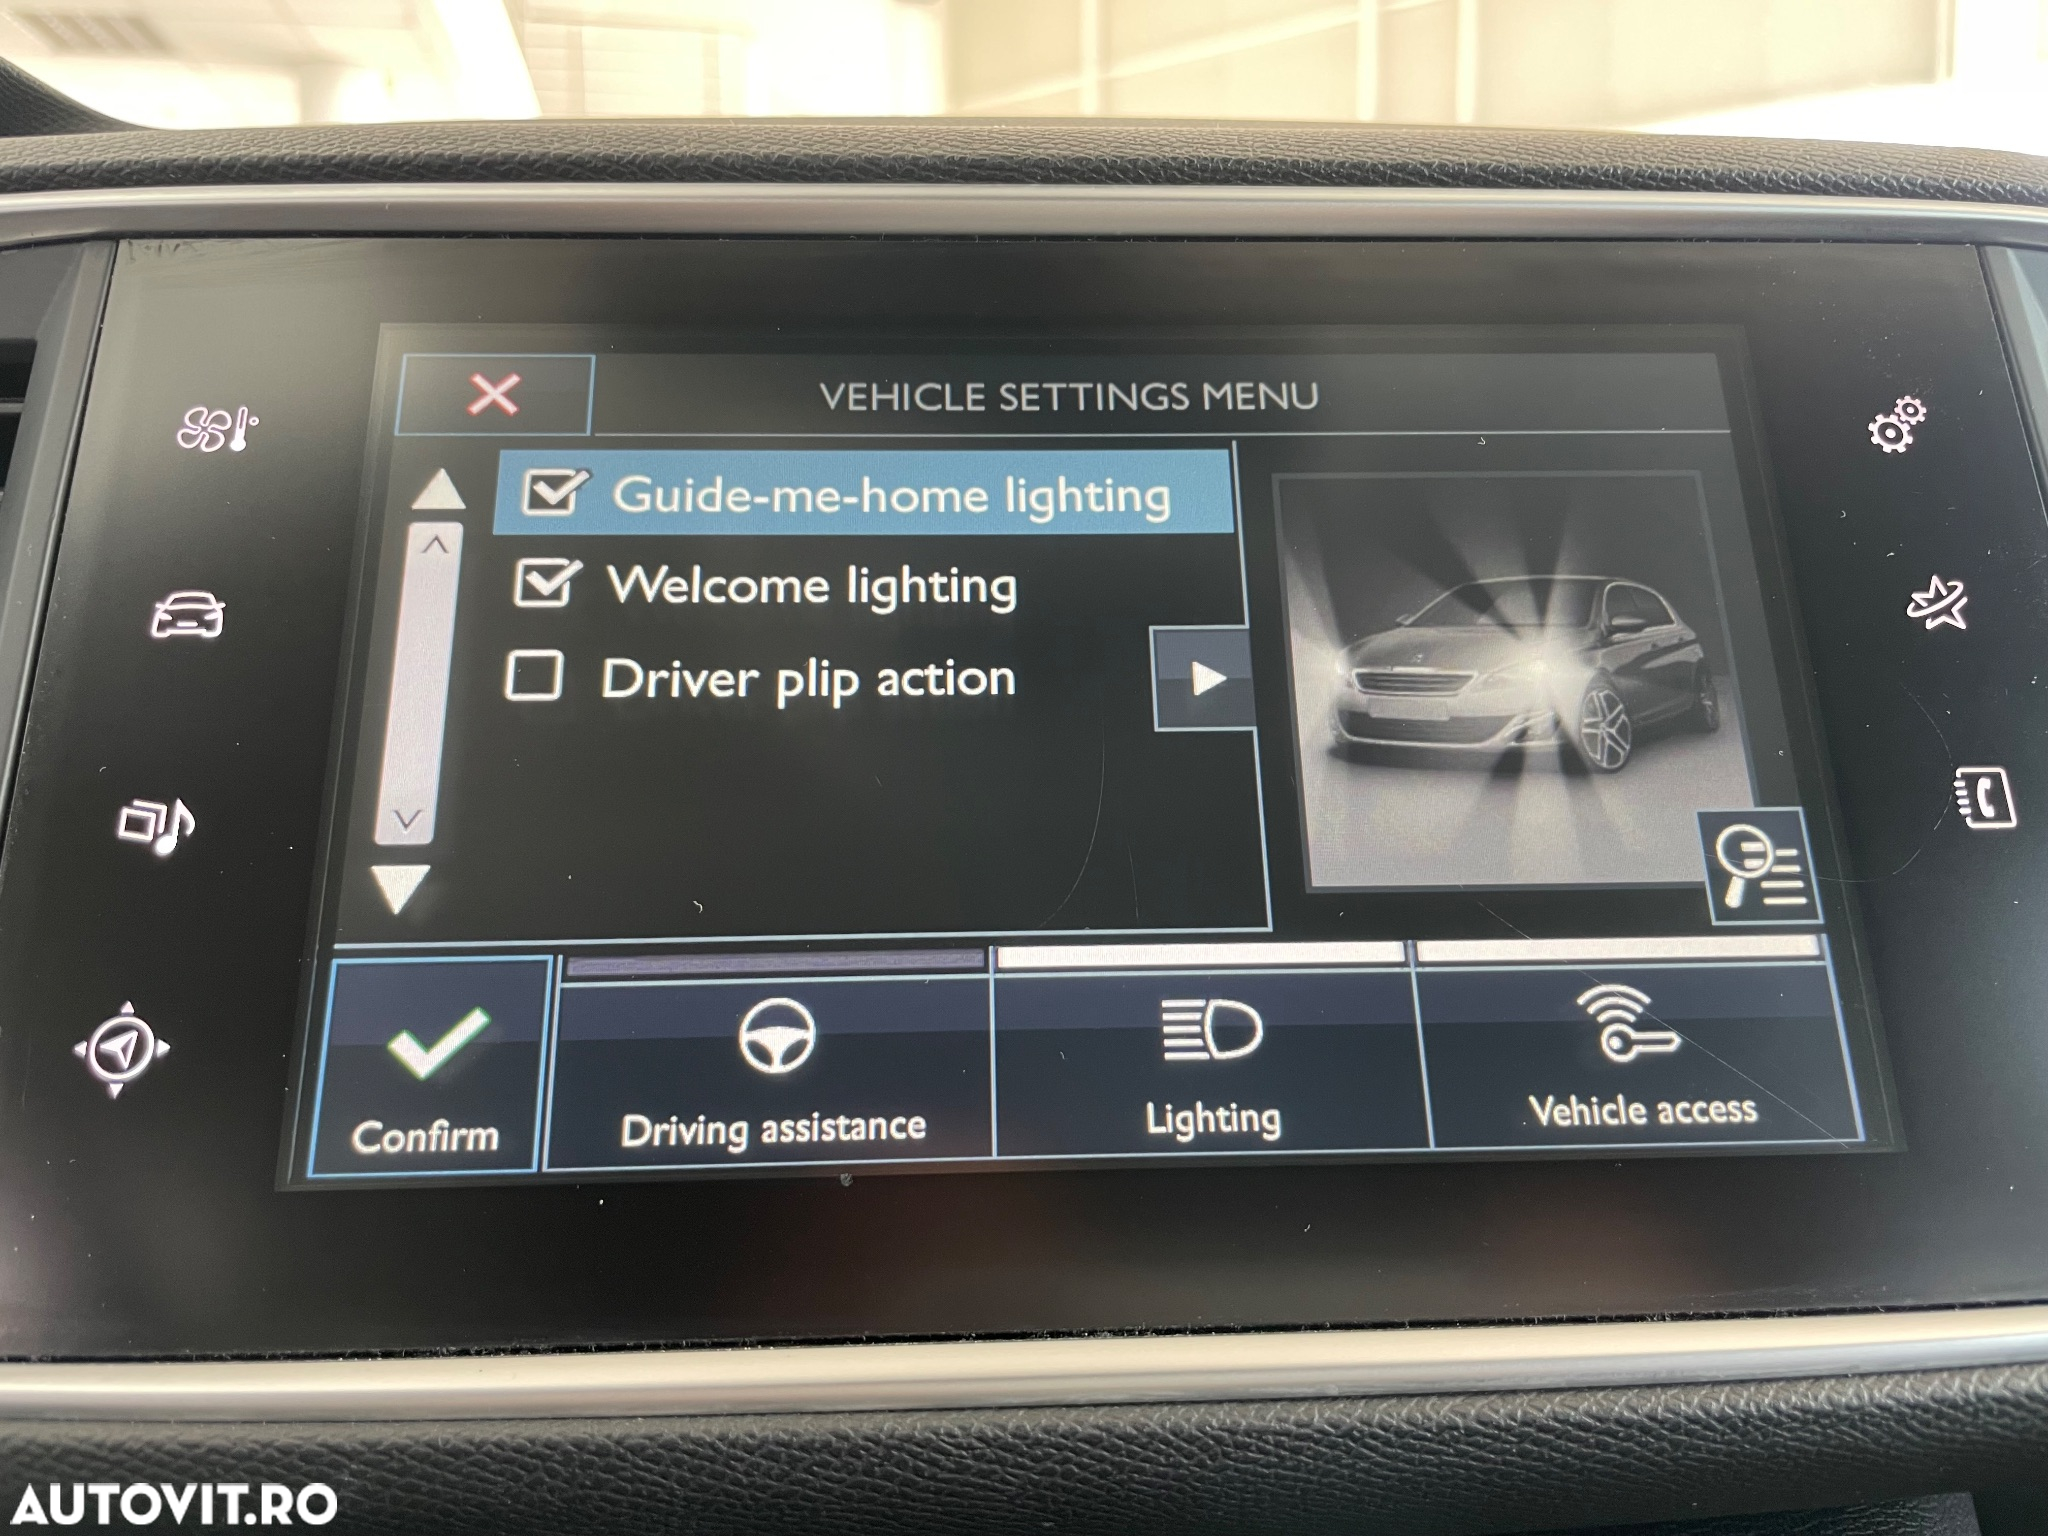 VEHICLE SETTINGS MENU
Guide-me-home lighting
Welcome lighting
Driver plip action
Confirm
Driving assistance
Lighting
Vehicle access
AUTOVIT.RO